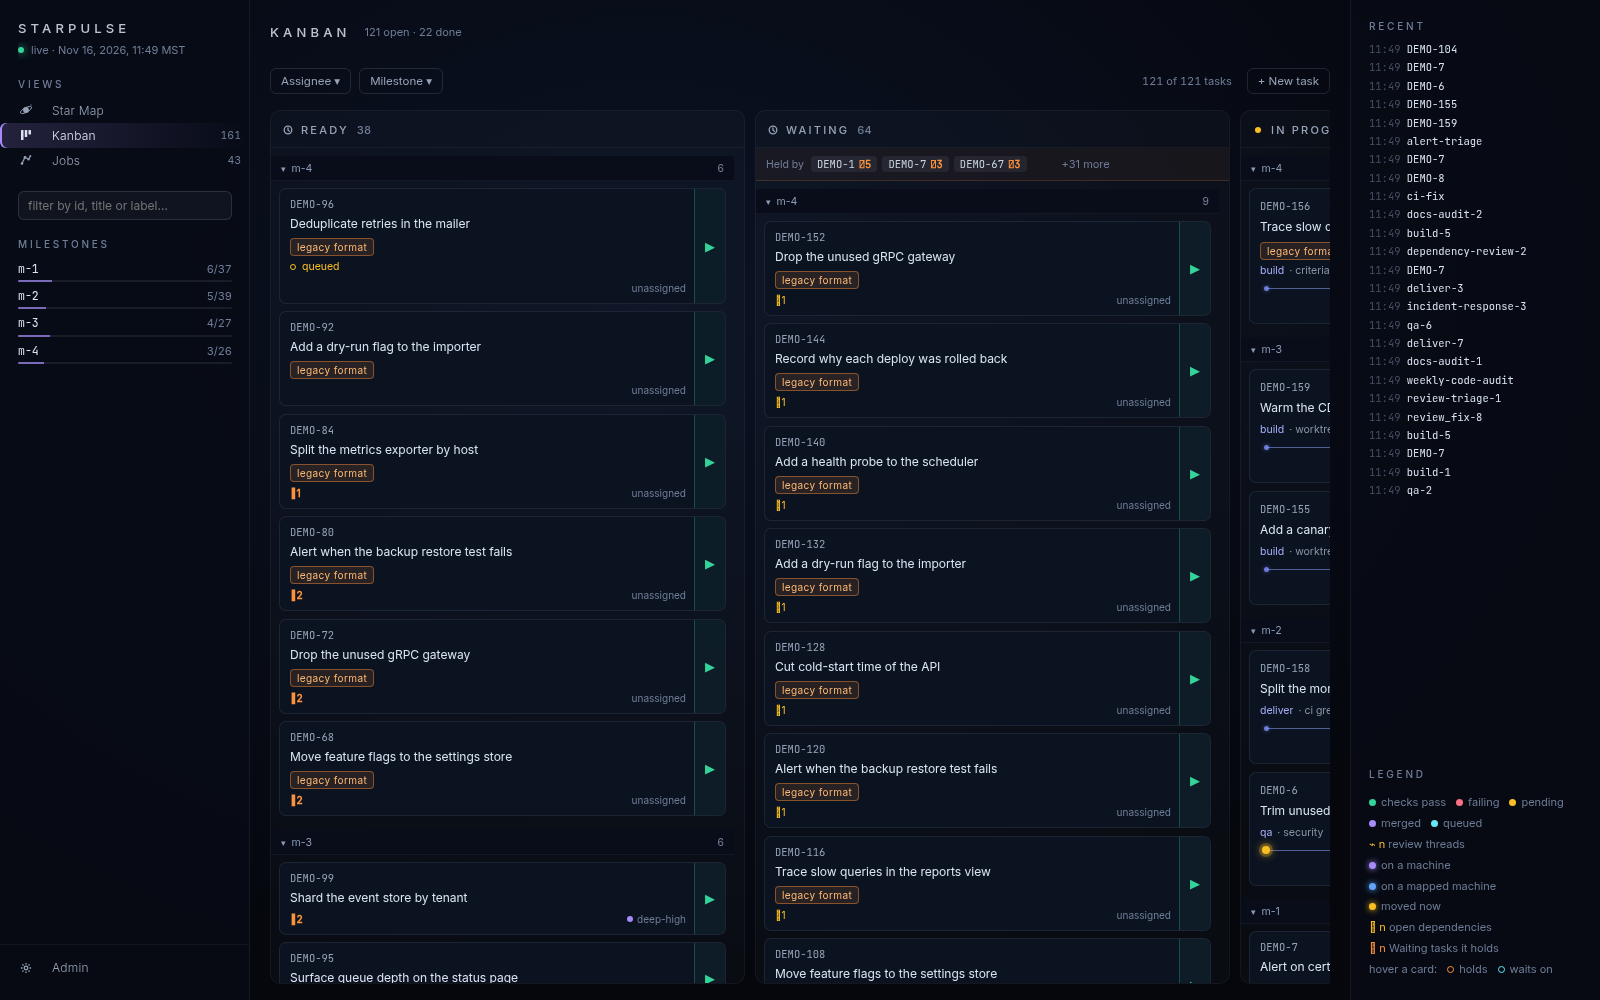 STARPULSE
live · Nov 16, 2026, 11:49 MST
VIEWS
Star Map
Kanban 161
Jobs 43
filter by id, title or label...
MILESTONES
m-1 6/37
m-2 5/39
m-3 4/27
m-4 3/26
Admin
KANBAN 121 open · 22 done
Assignee ▾ Milestone ▾ 121 of 121 tasks + New task
READY 38
▾ m-4 6
DEMO-96
Deduplicate retries in the mailer
legacy format
queued
unassigned
DEMO-92
Add a dry-run flag to the importer
legacy format
unassigned
DEMO-84
Split the metrics exporter by host
legacy format
1 unassigned
DEMO-80
Alert when the backup restore test fails
legacy format
2 unassigned
DEMO-72
Drop the unused gRPC gateway
legacy format
2 unassigned
DEMO-68
Move feature flags to the settings store
legacy format
2 unassigned
▾ m-3 6
DEMO-99
Shard the event store by tenant
2 deep-high
DEMO-95
Surface queue depth on the status page
WAITING 64
Held by DEMO-1 5 DEMO-7 3 DEMO-67 3 +31 more
▾ m-4 9
DEMO-152
Drop the unused gRPC gateway
legacy format
1 unassigned
DEMO-144
Record why each deploy was rolled back
legacy format
1 unassigned
DEMO-140
Add a health probe to the scheduler
legacy format
1 unassigned
DEMO-132
Add a dry-run flag to the importer
legacy format
1 unassigned
DEMO-128
Cut cold-start time of the API
legacy format
1 unassigned
DEMO-120
Alert when the backup restore test fails
legacy format
1 unassigned
DEMO-116
Trace slow queries in the reports view
legacy format
1 unassigned
DEMO-108
Move feature flags to the settings store
IN PROG
▾ m-4
DEMO-156
Trace slow
legacy forma
build · criteria
▾ m-3
DEMO-159
Warm the CD
build · worktre
DEMO-155
Add a canar
build · worktre
▾ m-2
DEMO-158
Split the mor
deliver · ci gre
DEMO-6
Trim unused
qa · security
▾ m-1
DEMO-7
Alert on cert
RECENT
11:49 DEMO-104
11:49 DEMO-7
11:49 DEMO-6
11:49 DEMO-155
11:49 DEMO-159
11:49 alert-triage
11:49 DEMO-7
11:49 DEMO-8
11:49 ci-fix
11:49 docs-audit-2
11:49 build-5
11:49 dependency-review-2
11:49 DEMO-7
11:49 deliver-3
11:49 incident-response-3
11:49 qa-6
11:49 deliver-7
11:49 docs-audit-1
11:49 weekly-code-audit
11:49 review-triage-1
11:49 review_fix-8
11:49 build-5
11:49 DEMO-7
11:49 build-1
11:49 qa-2
LEGEND
checks pass failing pending
merged queued
n review threads
on a machine
on a mapped machine
moved now
n open dependencies
n Waiting tasks it holds
hover a card: holds waits on